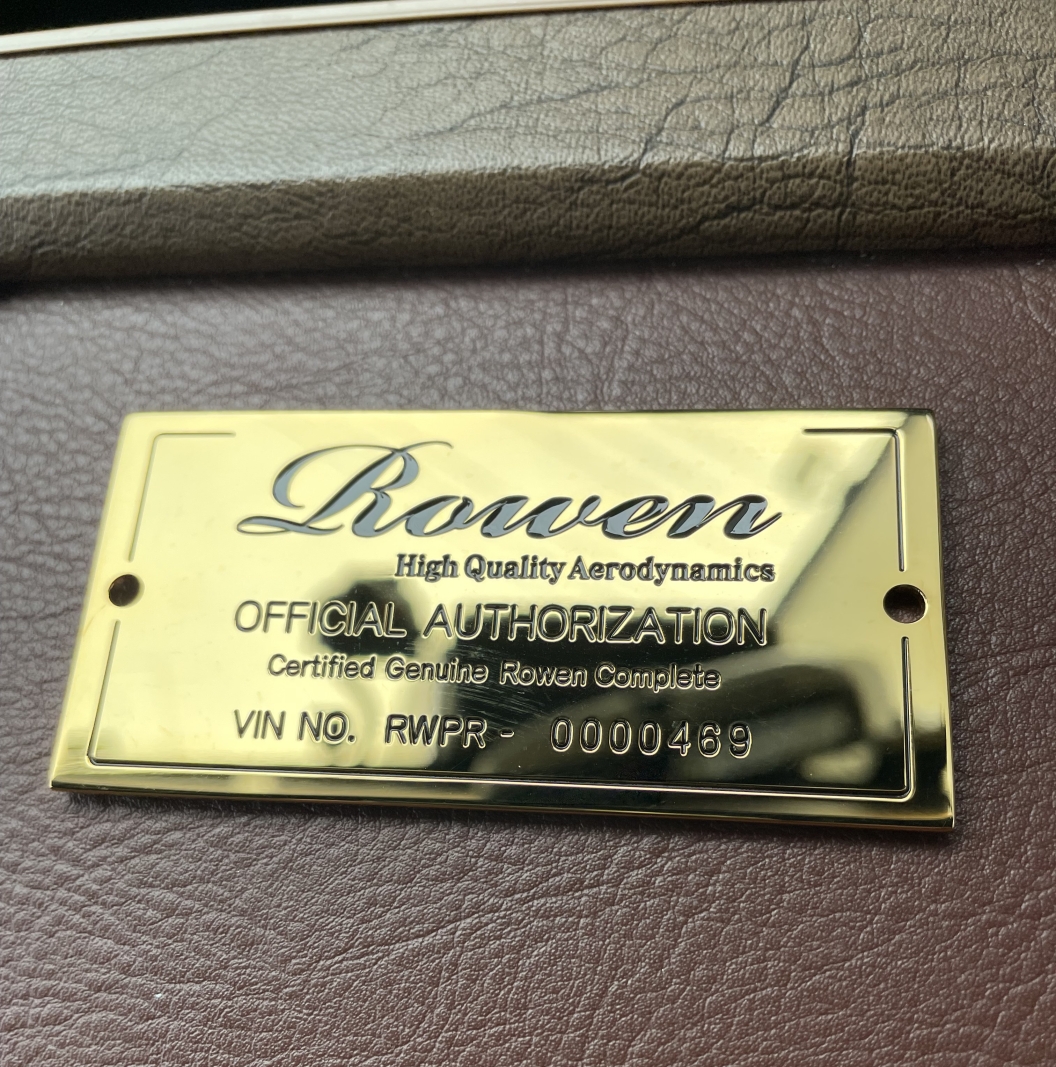 Rowen
High Quality Aerodynamics
OFFICIAL AUTHORIZATION
Certified Genuine Rowen Complete
VIN NO. RWPR - 0000469